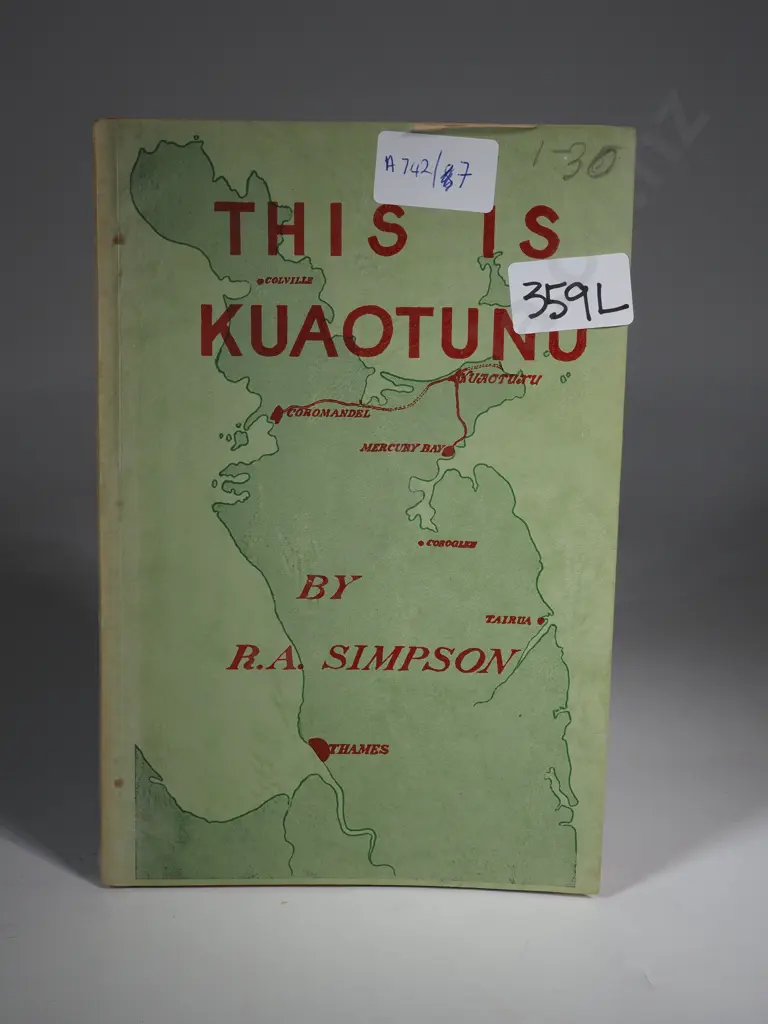 A742/87
1-30
THIS IS
359L
COLVILLE
KUAOTUNU
KUAOTUNU
COROMANDEL
MERCURY BAY
COROGLEN
BY
TAIRUA
R.A. SIMPSON
THAMES